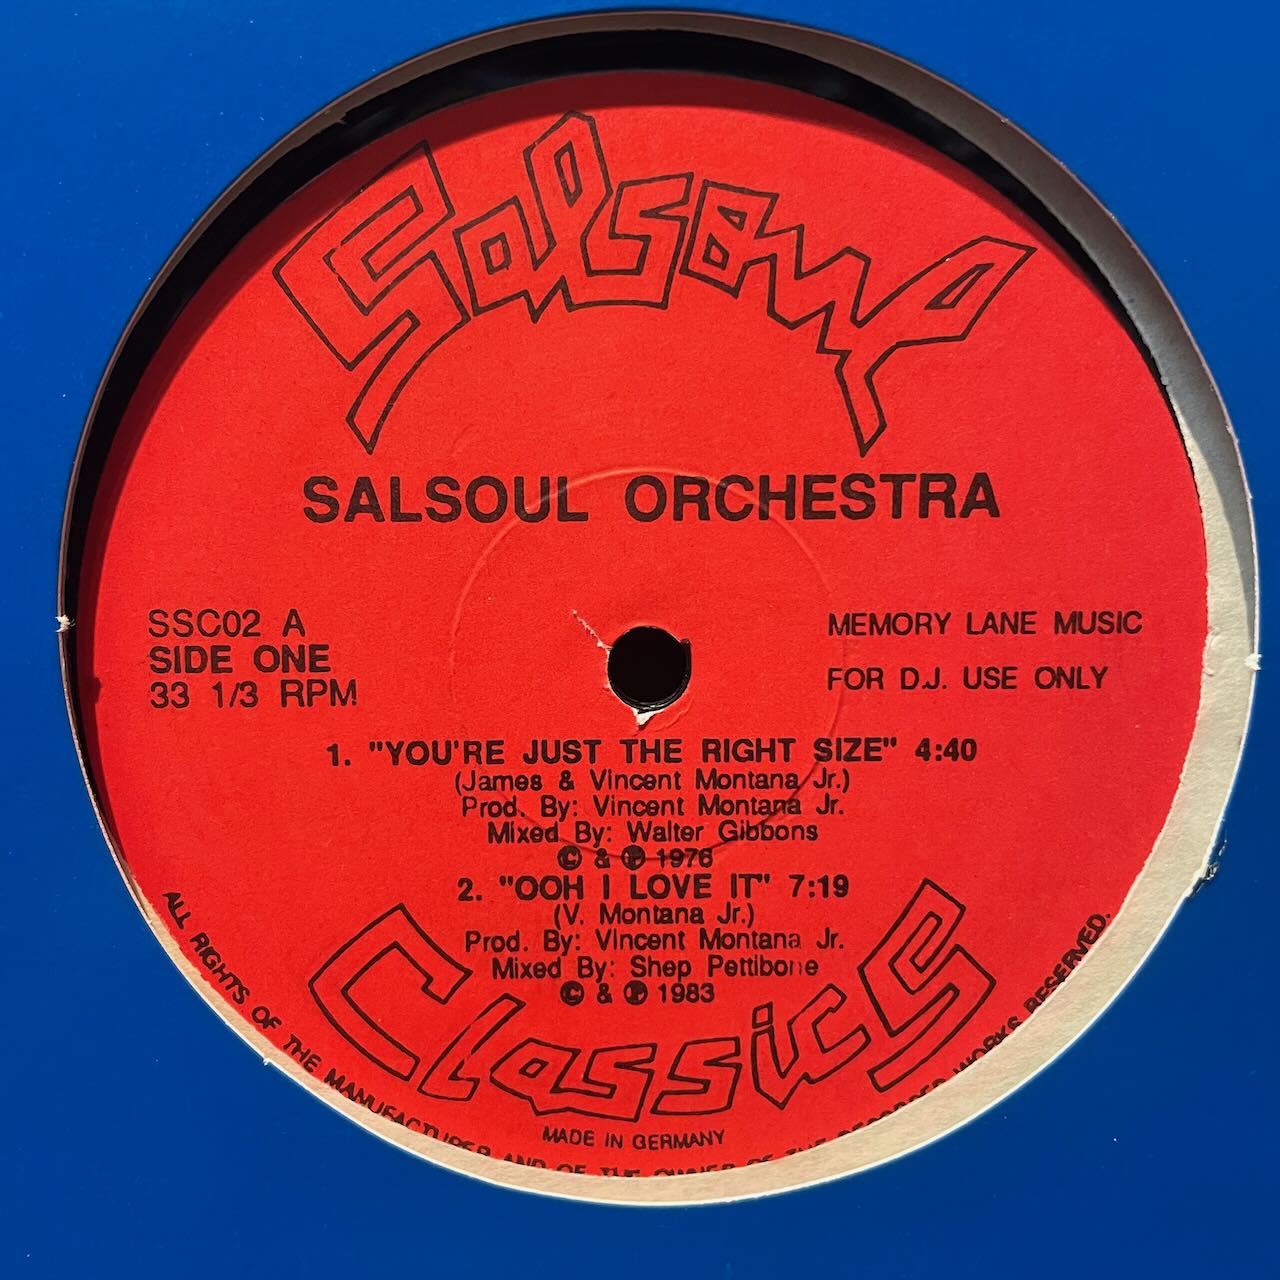 Salsoul
SALSOUL ORCHESTRA
SSC02 A
SIDE ONE
33 1/3 RPM
MEMORY LANE MUSIC
FOR D.J. USE ONLY
1. "YOU'RE JUST THE RIGHT SIZE" 4:40
(James & Vincent Montana Jr.)
Prod. By: Vincent Montana Jr.
Mixed By: Walter Gibbons
© & ℗ 1976
2. "OOH I LOVE IT" 7:19
(V. Montana Jr.)
Prod. By: Vincent Montana Jr.
Mixed By: Shep Pettibone
© & ℗ 1983
Classics
MADE IN GERMANY
ALL RIGHTS OF THE MANUFACTURER AND OF THE OWNER OF THE RECORDED WORKS RESERVED.